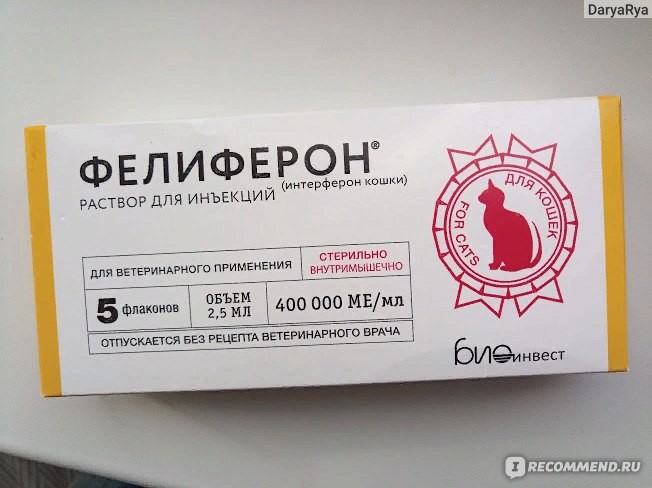 DaryaRya
ФЕЛИФЕРОН®
(интерферон кошки)
РАСТВОР ДЛЯ ИНЪЕКЦИЙ
ДЛЯ ВЕТЕРИНАРНОГО ПРИМЕНЕНИЯ
СТЕРИЛЬНО
ВНУТРИМЫШЕЧНО
5 флаконов
ОБЪЕМ
2,5 МЛ
400 000 МЕ/мл
ОТПУСКАЕТСЯ БЕЗ РЕЦЕПТА ВЕТЕРИНАРНОГО ВРАЧА
ДЛЯ КОШЕК
FOR CATS
БИОИНВЕСТ
I RECOMMEND.RU